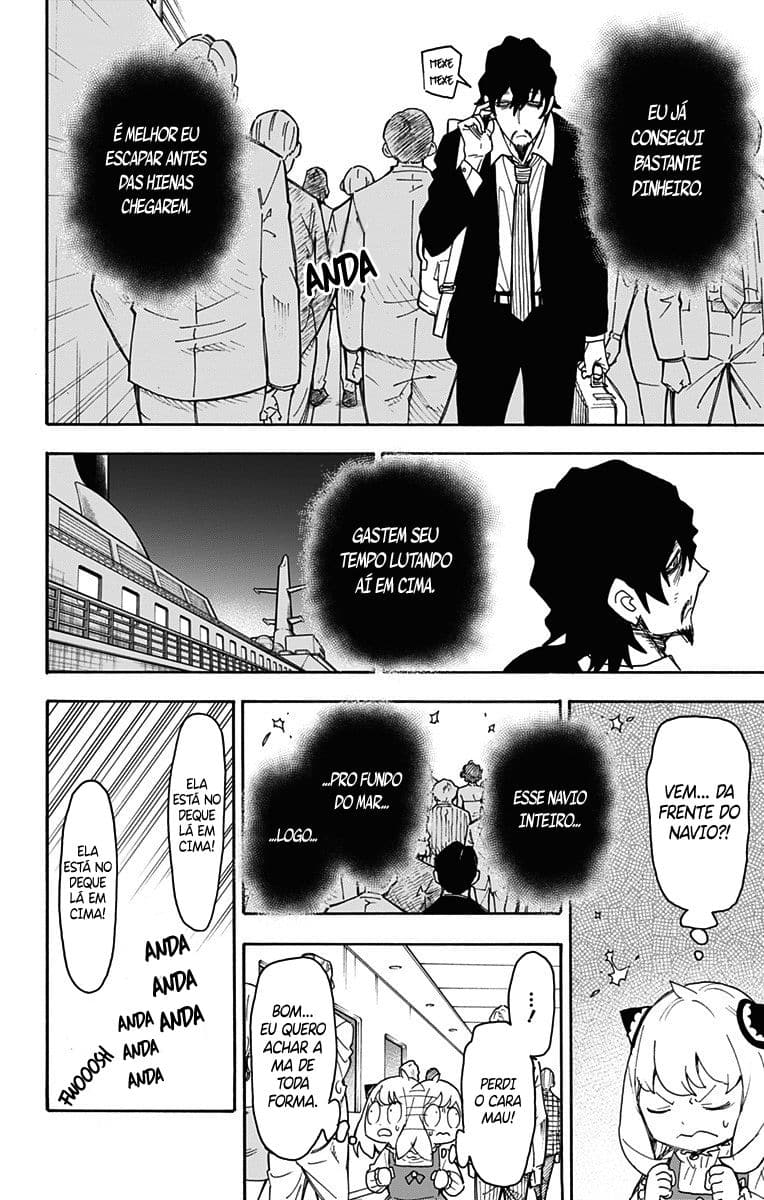 MEXE
MEXE
EU JÁ
CONSEGUI
BASTANTE
DINHEIRO.
É MELHOR EU
ESCAPAR ANTES
DAS HIENAS
CHEGAREM.
ANDA
GASTEM SEU
TEMPO LUTANDO
AÍ EM CIMA.
VEM... DA
FRENTE DO
NAVIO?!
ESSE NAVIO
INTEIRO...
...PRO FUNDO
DO MAR...
...LOGO...
...!
PERDI
O CARA
MAU!
BOM...
EU QUERO
ACHAR A
MA DE
TODA
FORMA.
ELA
ESTÁ NO
DEQUE
LÁ EM
CIMA!
ELA
ESTÁ NO
DEQUE
LÁ EM
CIMA!
ANDA
ANDA
ANDA
ANDA
ANDA
ANDA
FWOOOSH